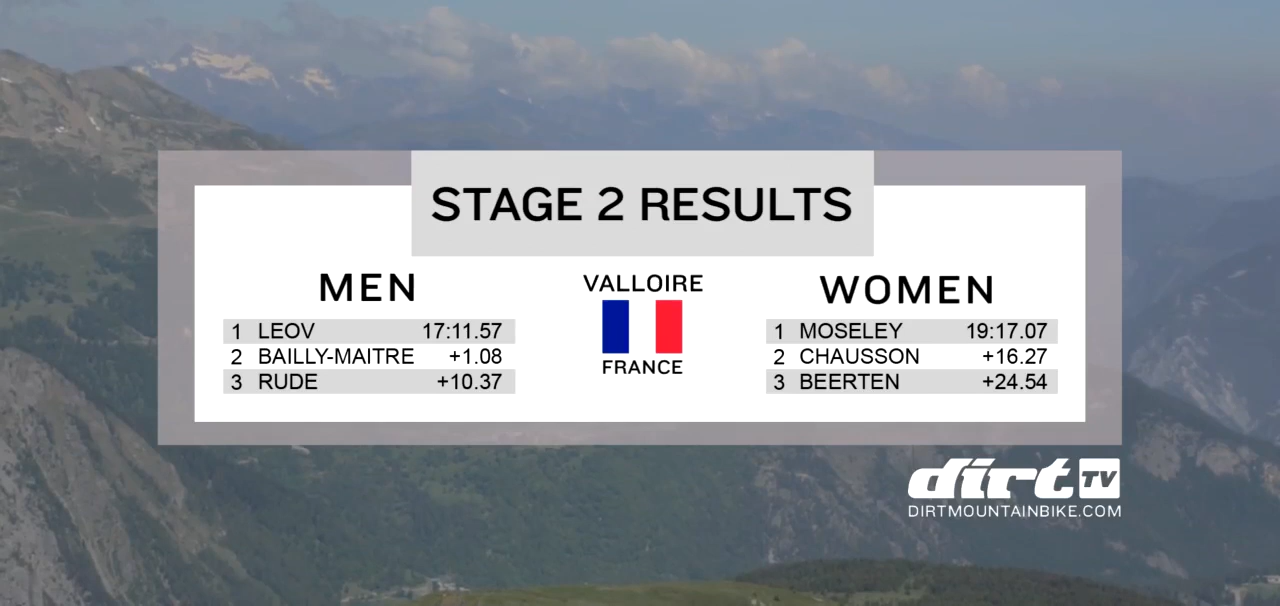 STAGE 2 RESULTS
MEN
1 LEOV 17:11.57
2 BAILLY-MAITRE +1.08
3 RUDE +10.37
VALLOIRE
FRANCE
WOMEN
1 MOSELEY 19:17.07
2 CHAUSSON +16.27
3 BEERTEN +24.54
dirt TV
DIRTMOUNTAINBIKE.COM